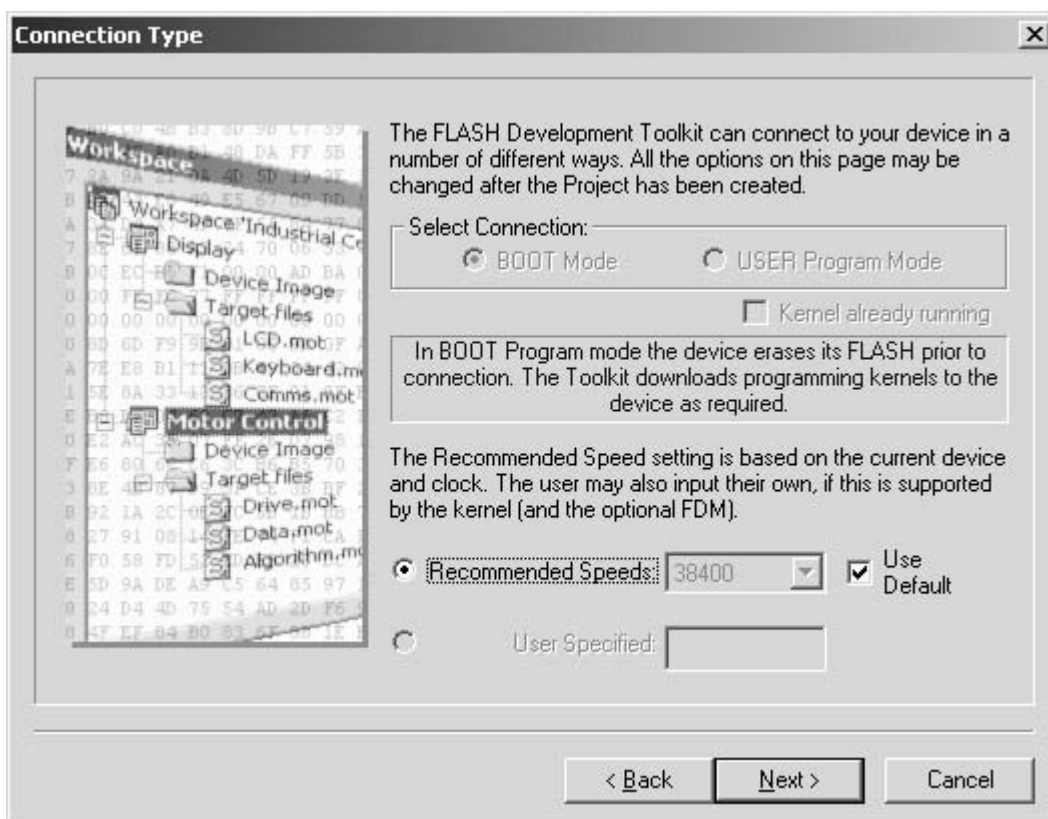 Connection Type
Workspace
Workspace "Industrial Co
Display
Device Image
Target files
LCD.mot
Keyboard.mo
Comms.mot
Motor Control
Device Image
Target files
Drive.mot
Data.mot
Algorithm.mo
The FLASH Development Toolkit can connect to your device in a
number of different ways. All the options on this page may be
changed after the Project has been created.
Select Connection:
BOOT Mode USER Program Mode
Kernel already running
In BOOT Program mode the device erases its FLASH prior to
connection. The Toolkit downloads programming kernels to the
device as required.
The Recommended Speed setting is based on the current device
and clock. The user may also input their own, if this is supported
by the kernel (and the optional FDM).
Recommended Speeds: 38400 Use
Default
User Specified:
< Back Next > Cancel